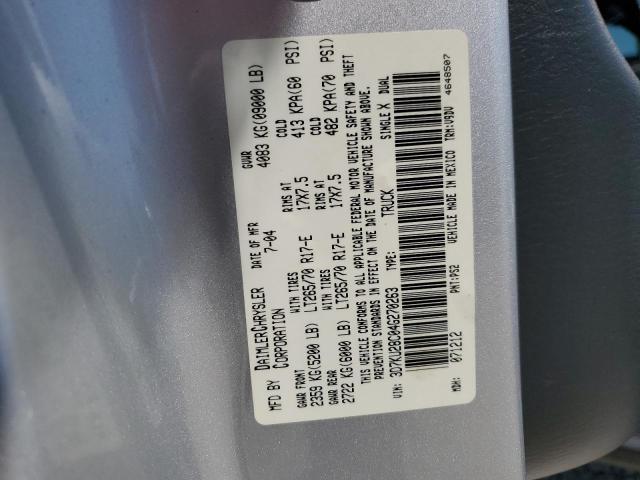 MFD BY DAIMLERCHRYSLER CORPORATION
DATE OF MFR 7-04
GVWR 4083 KG(09000 LB)
GAWR FRONT WITH TIRES RIMS AT COLD
2359 KG(5200 LB) LT265/70 R17-E 17X7.5 413 KPA(60 PSI)
GAWR REAR WITH TIRES RIMS AT COLD
2722 KG(6000 LB) LT265/70 R17-E 17X7.5 482 KPA(70 PSI)
THIS VEHICLE CONFORMS TO ALL APPLICABLE FEDERAL MOTOR VEHICLE SAFETY AND THEFT
PREVENTION STANDARDS IN EFFECT ON THE DATE OF MANUFACTURE SHOWN ABOVE.
VIN: 3D7KU28C04G270263 TYPE: TRUCK SINGLE X DUAL
MDH: 071212 PNT:PS2 VEHICLE MADE IN MEXICO TRM:V9DV
4648507